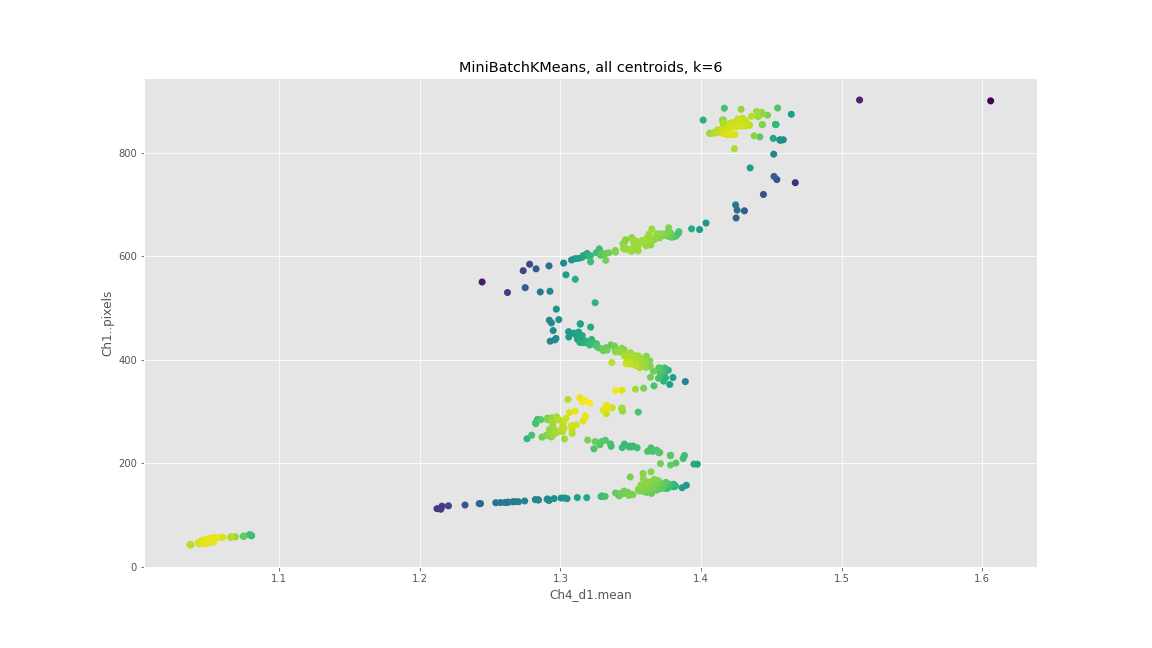 MiniBatchKMeans, all centroids, k=6
800
600
400
200
0
Ch1..pixels
1.1 1.2 1.3 1.4 1.5 1.6
Ch4_d1.mean